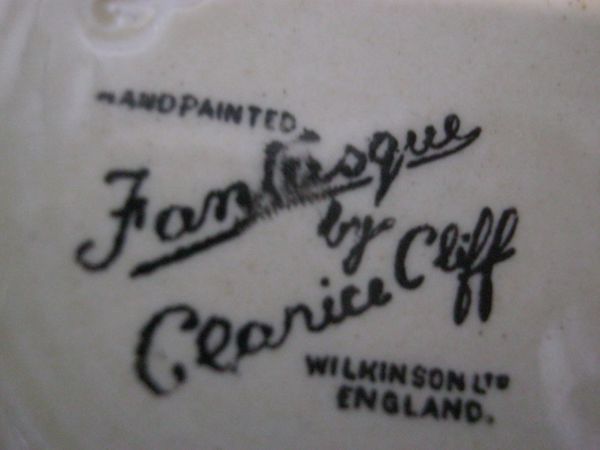 HANDPAINTED
Fantasque
by
Clarice Cliff
WILKINSON LTD
ENGLAND.